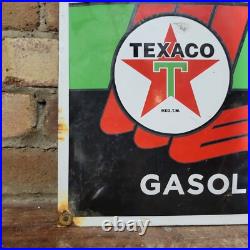 TEXACO
T
REG. T.M.
GASOL